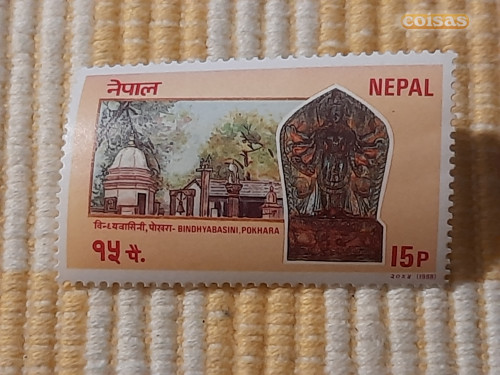 coisas
नेपाल NEPAL
विन्ध्यवासिनी, पोखरा- BINDHYABASINI, POKHARA
१५ पै. 15P
२०४५ (1988)